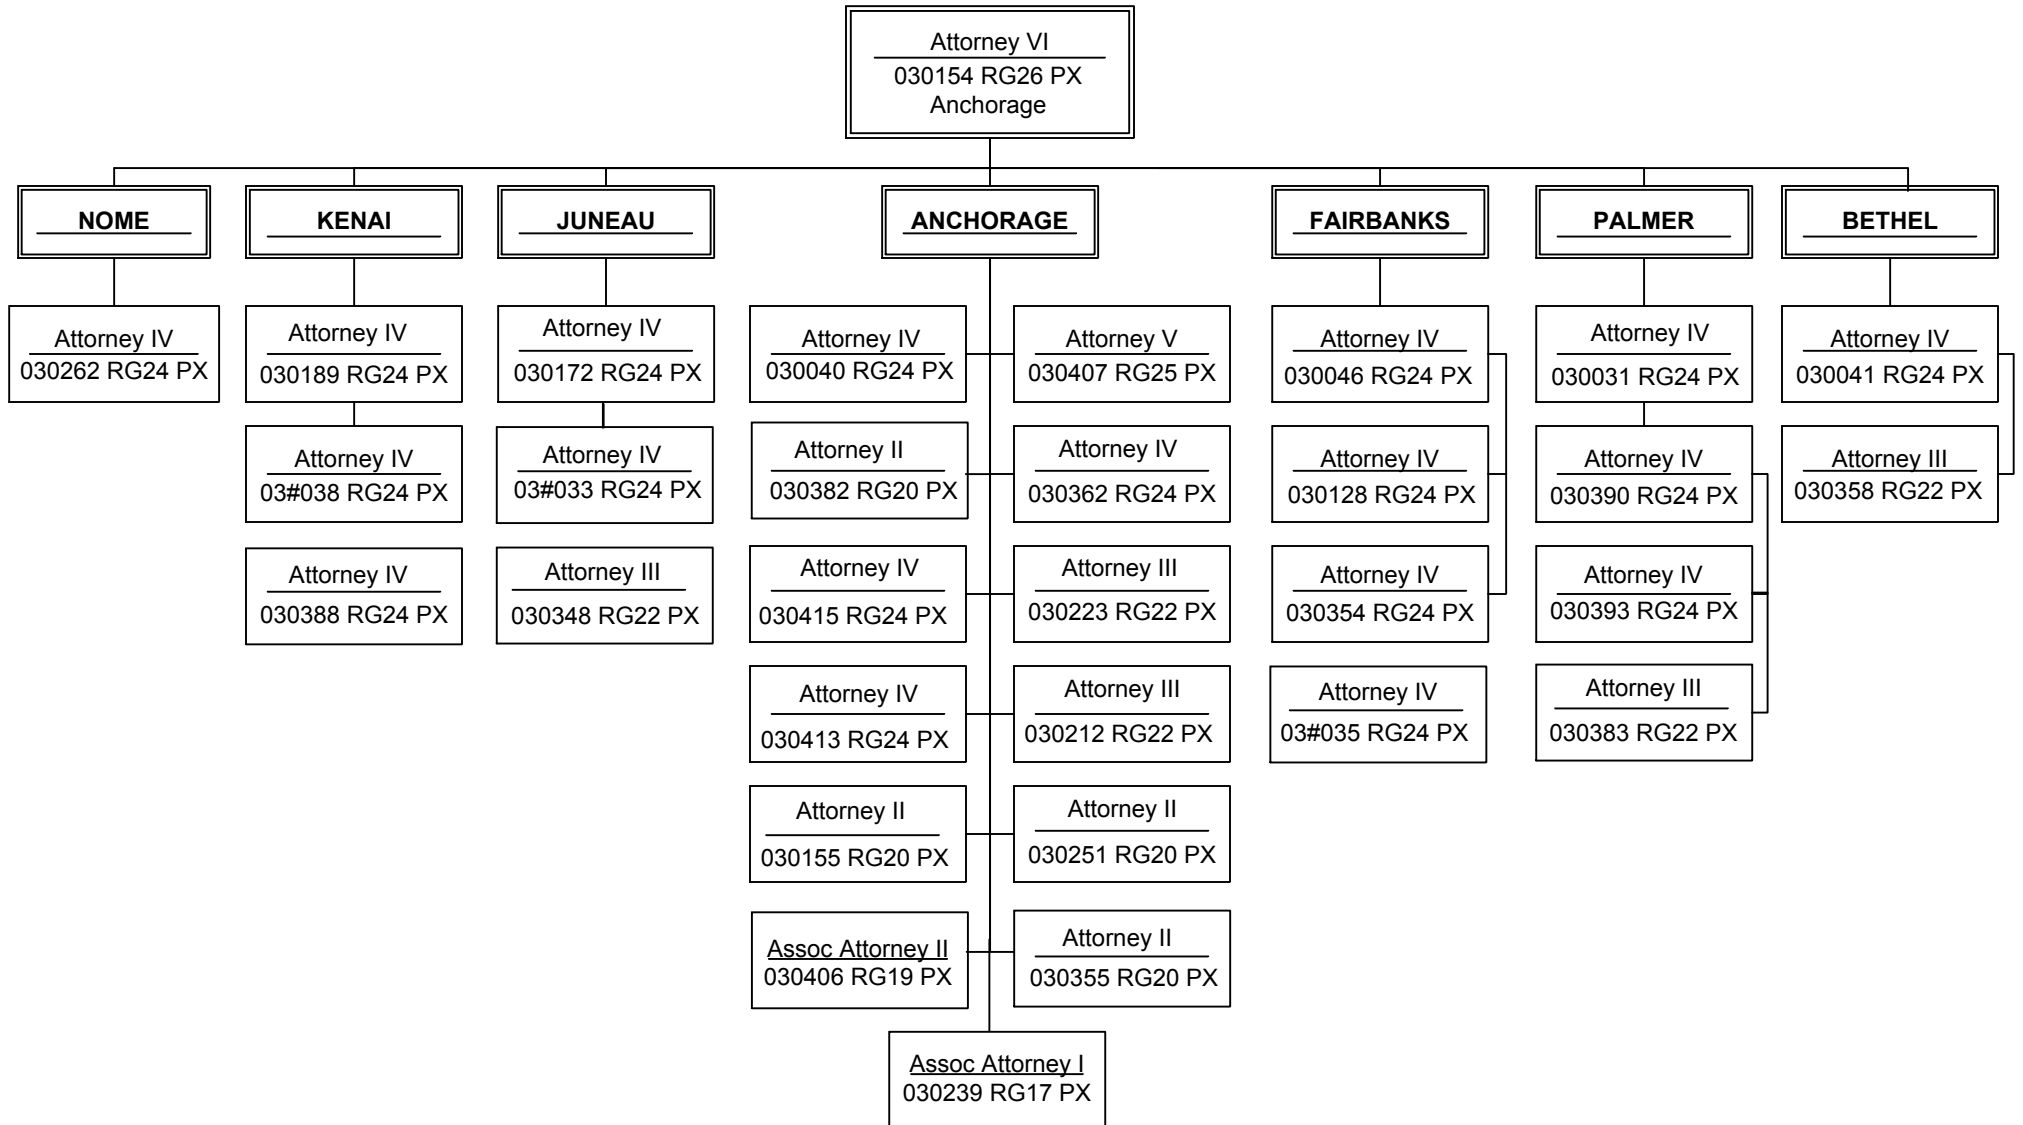 Attorney VI
030154 RG26 PX
Anchorage
NOME
KENAI
JUNEAU
ANCHORAGE
FAIRBANKS
PALMER
BETHEL
Attorney IV
030262 RG24 PX
Attorney IV
030189 RG24 PX
Attorney IV
03#038 RG24 PX
Attorney IV
030388 RG24 PX
Attorney IV
030172 RG24 PX
Attorney IV
03#033 RG24 PX
Attorney III
030348 RG22 PX
Attorney IV
030040 RG24 PX
Attorney V
030407 RG25 PX
Attorney II
030382 RG20 PX
Attorney IV
030362 RG24 PX
Attorney IV
030415 RG24 PX
Attorney III
030223 RG22 PX
Attorney IV
030413 RG24 PX
Attorney III
030212 RG22 PX
Attorney II
030155 RG20 PX
Attorney II
030251 RG20 PX
Assoc Attorney II
030406 RG19 PX
Attorney II
030355 RG20 PX
Assoc Attorney I
030239 RG17 PX
Attorney IV
030046 RG24 PX
Attorney IV
030128 RG24 PX
Attorney IV
030354 RG24 PX
Attorney IV
03#035 RG24 PX
Attorney IV
030031 RG24 PX
Attorney IV
030390 RG24 PX
Attorney IV
030393 RG24 PX
Attorney III
030383 RG22 PX
Attorney IV
030041 RG24 PX
Attorney III
030358 RG22 PX